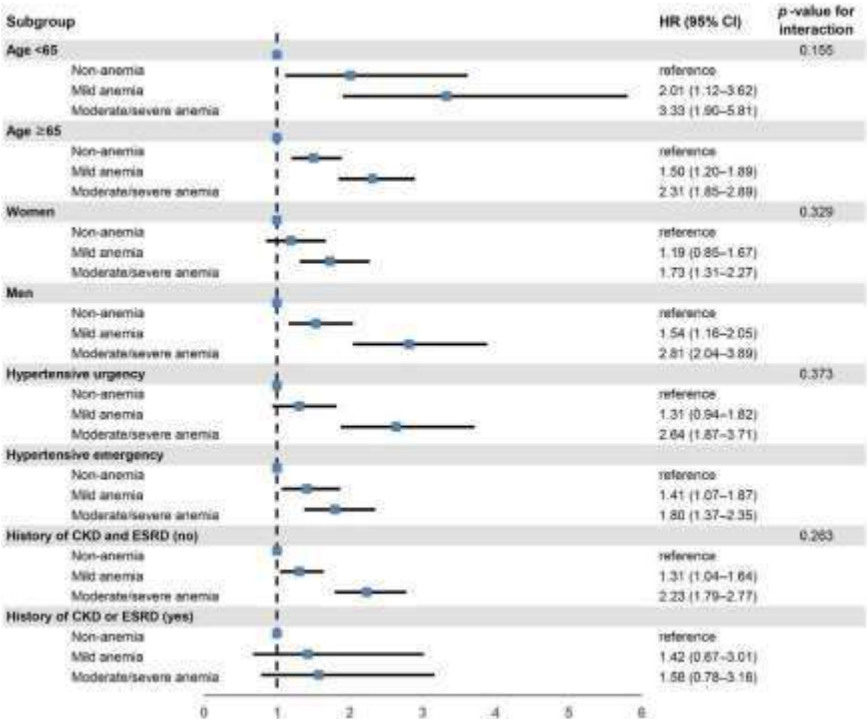 Subgroup HR (95% CI) p-value for interaction
Age <65 0.155
Non-anemia reference
Mild anemia 2.01 (1.12–3.62)
Moderate/severe anemia 3.33 (1.90–5.81)
Age ≥65
Non-anemia reference
Mild anemia 1.50 (1.20–1.89)
Moderate/severe anemia 2.31 (1.85–2.89)
Women 0.329
Non-anemia reference
Mild anemia 1.19 (0.85–1.67)
Moderate/severe anemia 1.73 (1.31–2.27)
Men
Non-anemia reference
Mild anemia 1.54 (1.16–2.05)
Moderate/severe anemia 2.81 (2.04–3.89)
Hypertensive urgency 0.373
Non-anemia reference
Mild anemia 1.31 (0.94–1.82)
Moderate/severe anemia 2.64 (1.87–3.71)
Hypertensive emergency
Non-anemia reference
Mild anemia 1.41 (1.07–1.87)
Moderate/severe anemia 1.80 (1.37–2.35)
History of CKD and ESRD (no) 0.263
Non-anemia reference
Mild anemia 1.31 (1.04–1.64)
Moderate/severe anemia 2.23 (1.79–2.77)
History of CKD or ESRD (yes)
Non-anemia reference
Mild anemia 1.42 (0.67–3.01)
Moderate/severe anemia 1.58 (0.78–3.16)
0 1 2 3 4 5 6